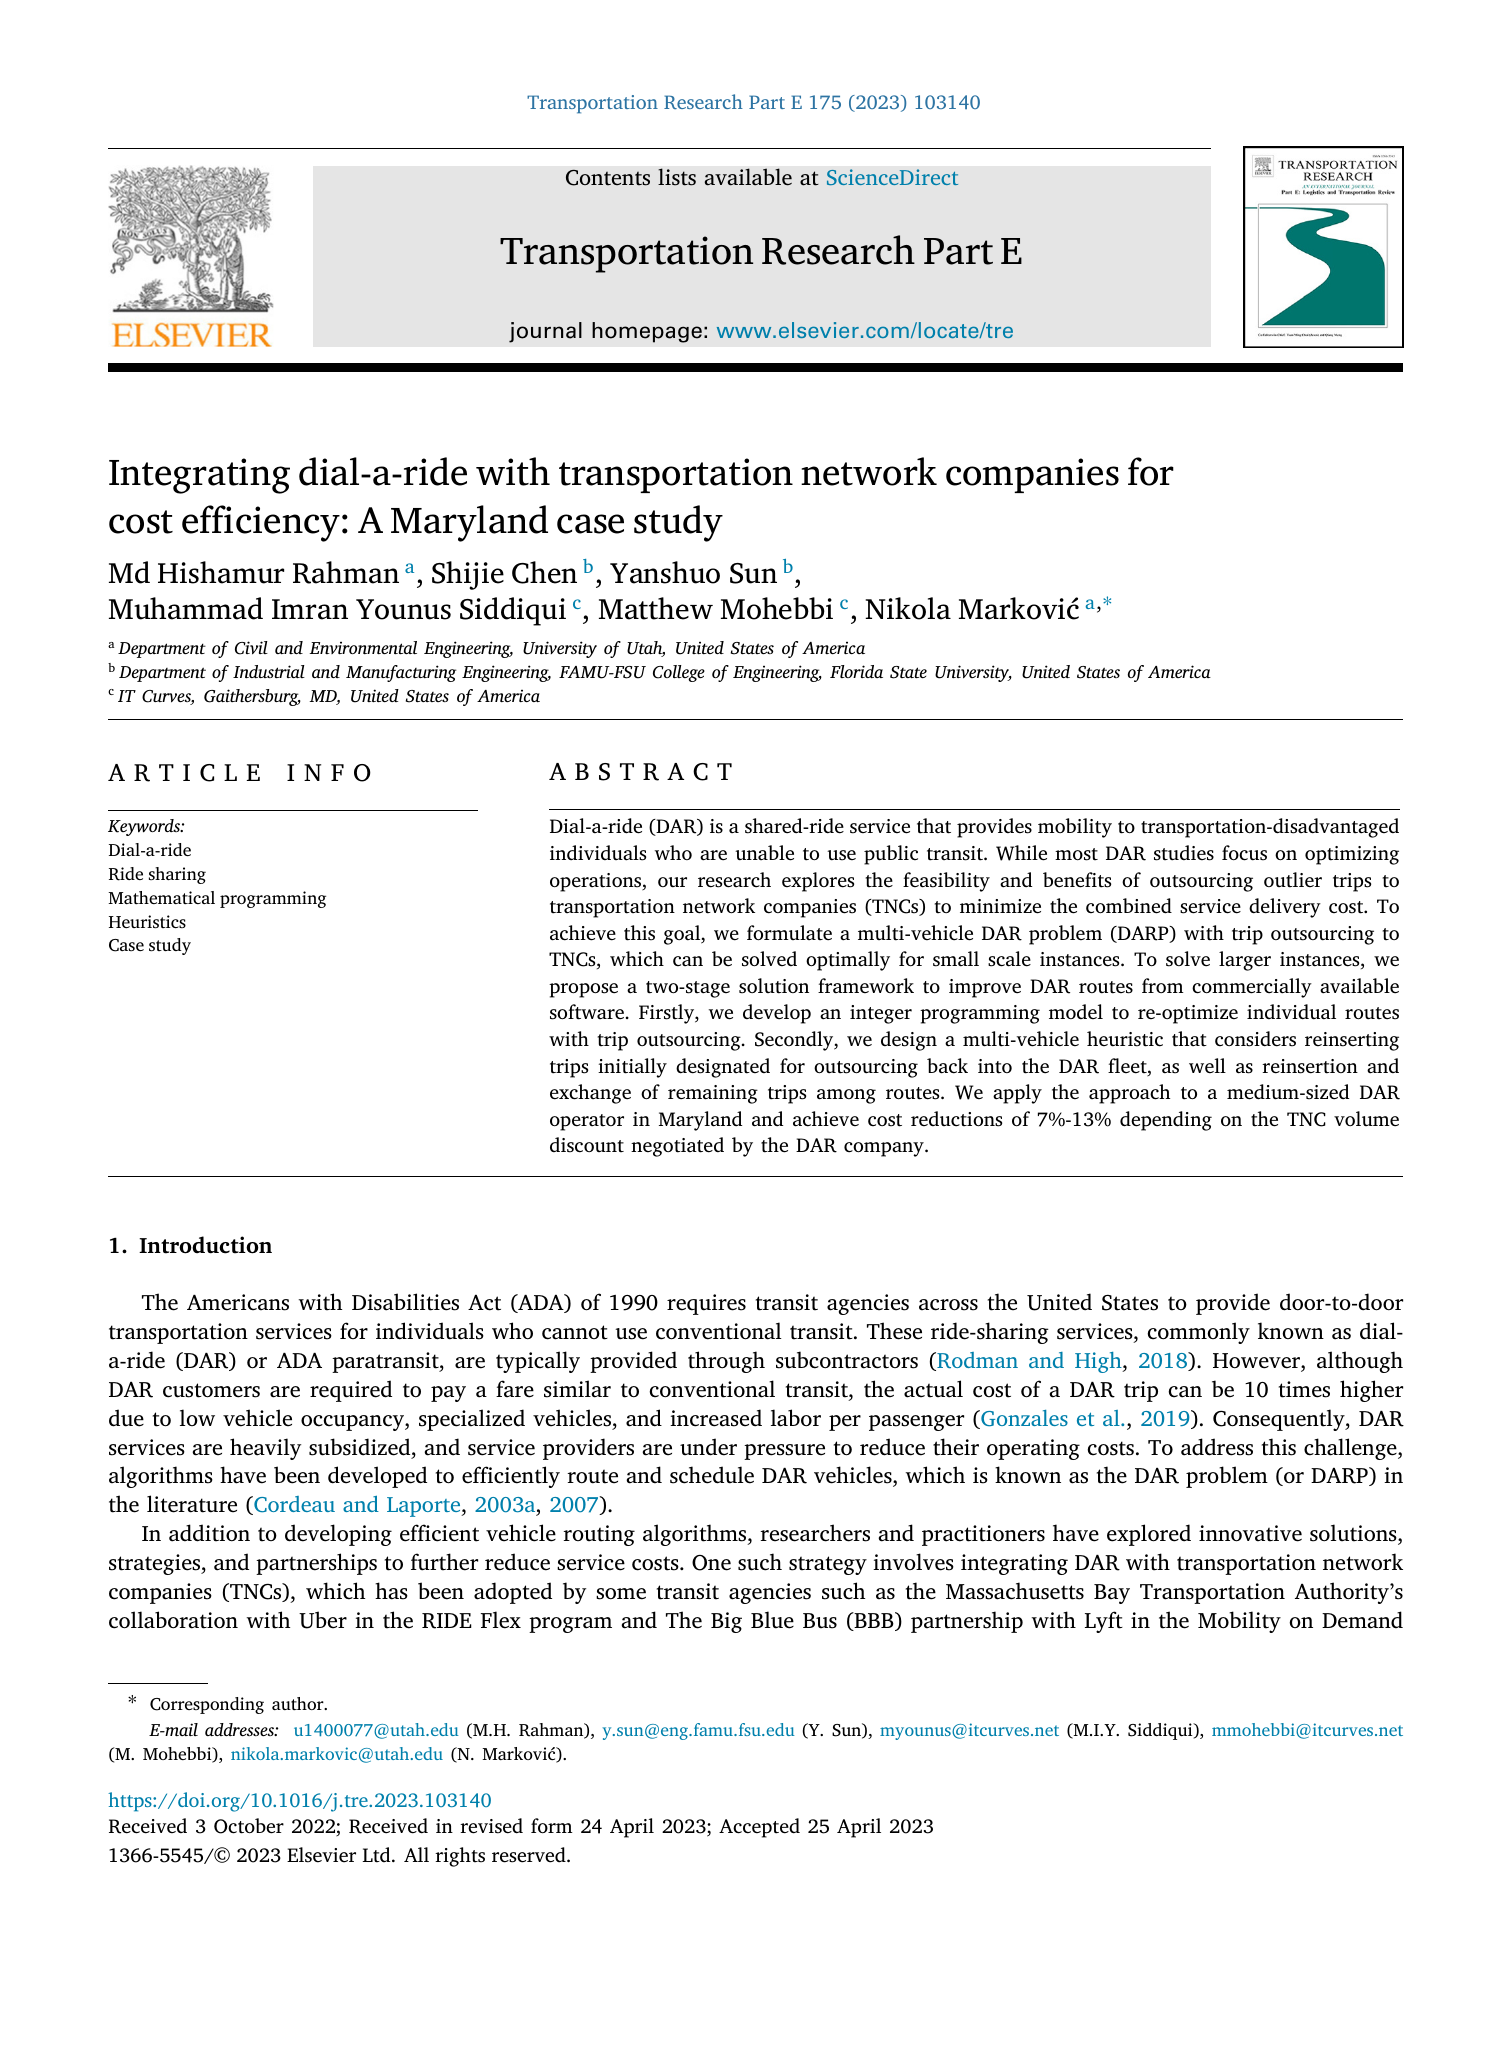 Transportation Research Part E 175 (2023) 103140
Contents lists available at ScienceDirect
Transportation Research Part E
journal homepage: www.elsevier.com/locate/tre
ELSEVIER
TRANSPORTATION
RESEARCH
AN INTERNATIONAL JOURNAL
Part E: Logistics and Transportation Review
Integrating dial-a-ride with transportation network companies for
cost efficiency: A Maryland case study
Md Hishamur Rahman a, Shijie Chen b, Yanshuo Sun b,
Muhammad Imran Younus Siddiqui c, Matthew Mohebbi c, Nikola Marković a,*
a Department of Civil and Environmental Engineering, University of Utah, United States of America
b Department of Industrial and Manufacturing Engineering, FAMU-FSU College of Engineering, Florida State University, United States of America
c IT Curves, Gaithersburg, MD, United States of America
ARTICLE INFO
Keywords:
Dial-a-ride
Ride sharing
Mathematical programming
Heuristics
Case study
ABSTRACT
Dial-a-ride (DAR) is a shared-ride service that provides mobility to transportation-disadvantaged
individuals who are unable to use public transit. While most DAR studies focus on optimizing
operations, our research explores the feasibility and benefits of outsourcing outlier trips to
transportation network companies (TNCs) to minimize the combined service delivery cost. To
achieve this goal, we formulate a multi-vehicle DAR problem (DARP) with trip outsourcing to
TNCs, which can be solved optimally for small scale instances. To solve larger instances, we
propose a two-stage solution framework to improve DAR routes from commercially available
software. Firstly, we develop an integer programming model to re-optimize individual routes
with trip outsourcing. Secondly, we design a multi-vehicle heuristic that considers reinserting
trips initially designated for outsourcing back into the DAR fleet, as well as reinsertion and
exchange of remaining trips among routes. We apply the approach to a medium-sized DAR
operator in Maryland and achieve cost reductions of 7%-13% depending on the TNC volume
discount negotiated by the DAR company.
1. Introduction
The Americans with Disabilities Act (ADA) of 1990 requires transit agencies across the United States to provide door-to-door
transportation services for individuals who cannot use conventional transit. These ride-sharing services, commonly known as dial-
a-ride (DAR) or ADA paratransit, are typically provided through subcontractors (Rodman and High, 2018). However, although
DAR customers are required to pay a fare similar to conventional transit, the actual cost of a DAR trip can be 10 times higher
due to low vehicle occupancy, specialized vehicles, and increased labor per passenger (Gonzales et al., 2019). Consequently, DAR
services are heavily subsidized, and service providers are under pressure to reduce their operating costs. To address this challenge,
algorithms have been developed to efficiently route and schedule DAR vehicles, which is known as the DAR problem (or DARP) in
the literature (Cordeau and Laporte, 2003a, 2007).
In addition to developing efficient vehicle routing algorithms, researchers and practitioners have explored innovative solutions,
strategies, and partnerships to further reduce service costs. One such strategy involves integrating DAR with transportation network
companies (TNCs), which has been adopted by some transit agencies such as the Massachusetts Bay Transportation Authority's
collaboration with Uber in the RIDE Flex program and The Big Blue Bus (BBB) partnership with Lyft in the Mobility on Demand
* Corresponding author.
E-mail addresses: u1400077@utah.edu (M.H. Rahman), y.sun@eng.famu.fsu.edu (Y. Sun), myounus@itcurves.net (M.I.Y. Siddiqui), mmohebbi@itcurves.net
(M. Mohebbi), nikola.markovic@utah.edu (N. Marković).
https://doi.org/10.1016/j.tre.2023.103140
Received 3 October 2022; Received in revised form 24 April 2023; Accepted 25 April 2023
1366-5545/© 2023 Elsevier Ltd. All rights reserved.